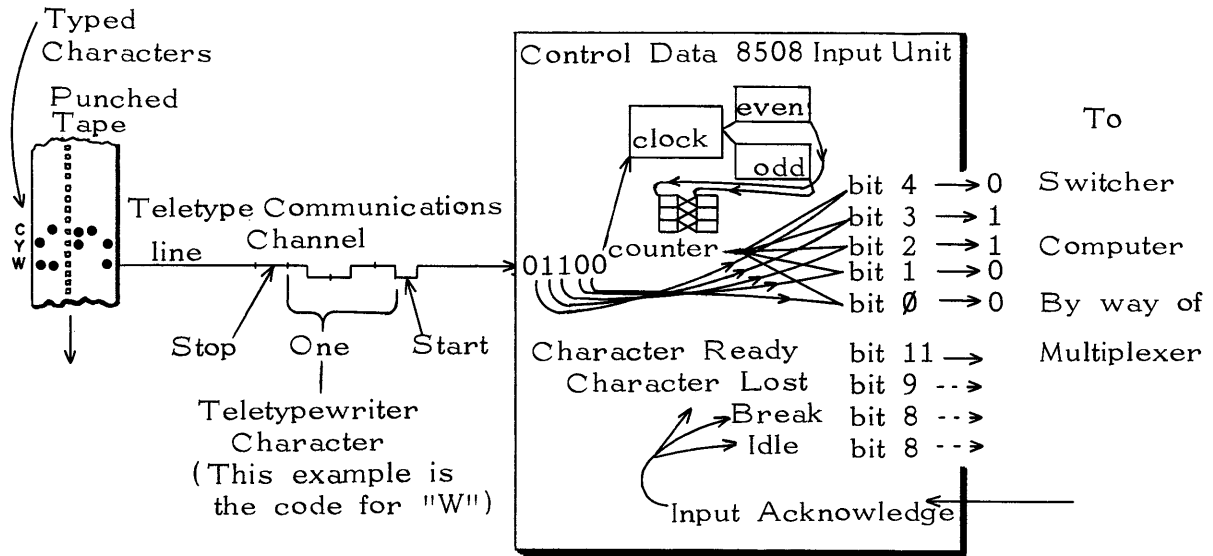 Typed
Characters
Punched
Tape
C
Y
W
Teletype Communications
Channel
line
Stop
One
Start
Teletypewriter
Character
(This example is
the code for "W")
Control Data 8508 Input Unit
clock
even
odd
counter
01100
bit 4 0
bit 3 1
bit 2 1
bit 1 0
bit Ø 0
Character Ready bit 11
Character Lost bit 9
Break bit 8
Idle bit 8
Input Acknowledge
To
Switcher
Computer
By way of
Multiplexer